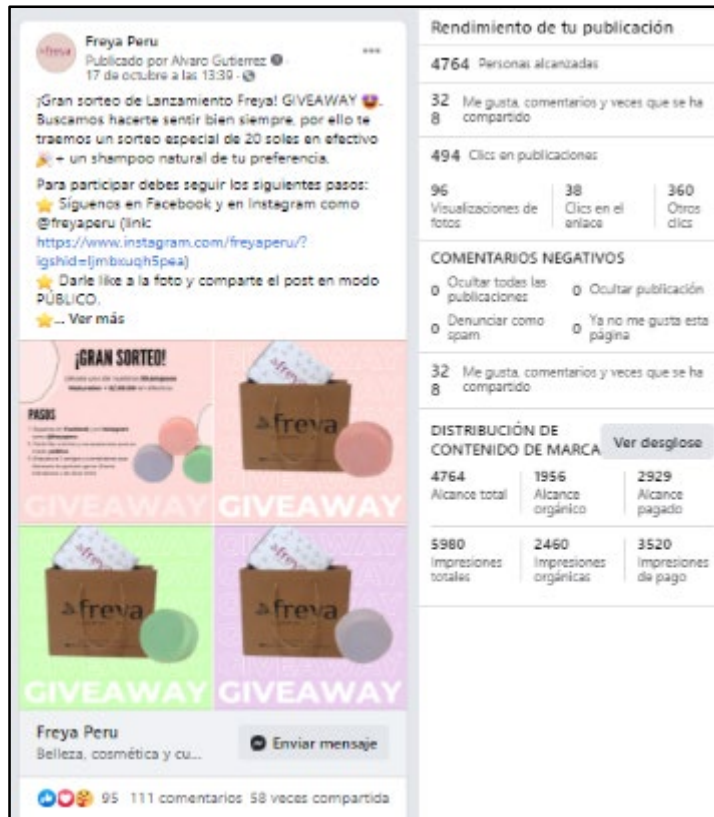 Freya Peru
Publicado por Alvaro Gutierrez
17 de octubre a las 13:39 ·
¡Gran sorteo de Lanzamiento Freya! GIVEAWAY 😍.
Buscamos hacerte sentir bien siempre, por ello te
traemos un sorteo especial de 20 soles en efectivo
🎉 + un shampoo natural de tu preferencia.
Para participar debes seguir los siguientes pasos:
⭐ Síguenos en Facebook y en Instagram como
@freyaperu (link:
https://www.instagram.com/freyaperu/?
igshid=ljmbxuqh5pea)
⭐ Darle like a la foto y comparte el post en modo
PÚBLICO.
⭐... Ver más
¡GRAN SORTEO!
PASOS
GIVEAWAY
freya
GIVEAWAY
freya
GIVEAWAY
freya
GIVEAWAY
Freya Peru
Belleza, cosmética y cu...
Enviar mensaje
95 111 comentarios 58 veces compartida
Rendimiento de tu publicación
4764 Personas alcanzadas
32 Me gusta, comentarios y veces que se ha
8 compartido
494 Clics en publicaciones
96 38 360
Visualizaciones de Clics en el Otros
fotos enlace clics
COMENTARIOS NEGATIVOS
0 Ocultar todas las publicaciones
0 Ocultar publicación
0 Denunciar como spam
0 Ya no me gusta esta página
32 Me gusta, comentarios y veces que se ha
8 compartido
DISTRIBUCIÓN DE
CONTENIDO DE MARCA
Ver desglose
4764 1956 2929
Alcance total Alcance Alcance
orgánico pagado
5980 2460 3520
Impresiones Impresiones Impresiones
totales orgánicas de pago